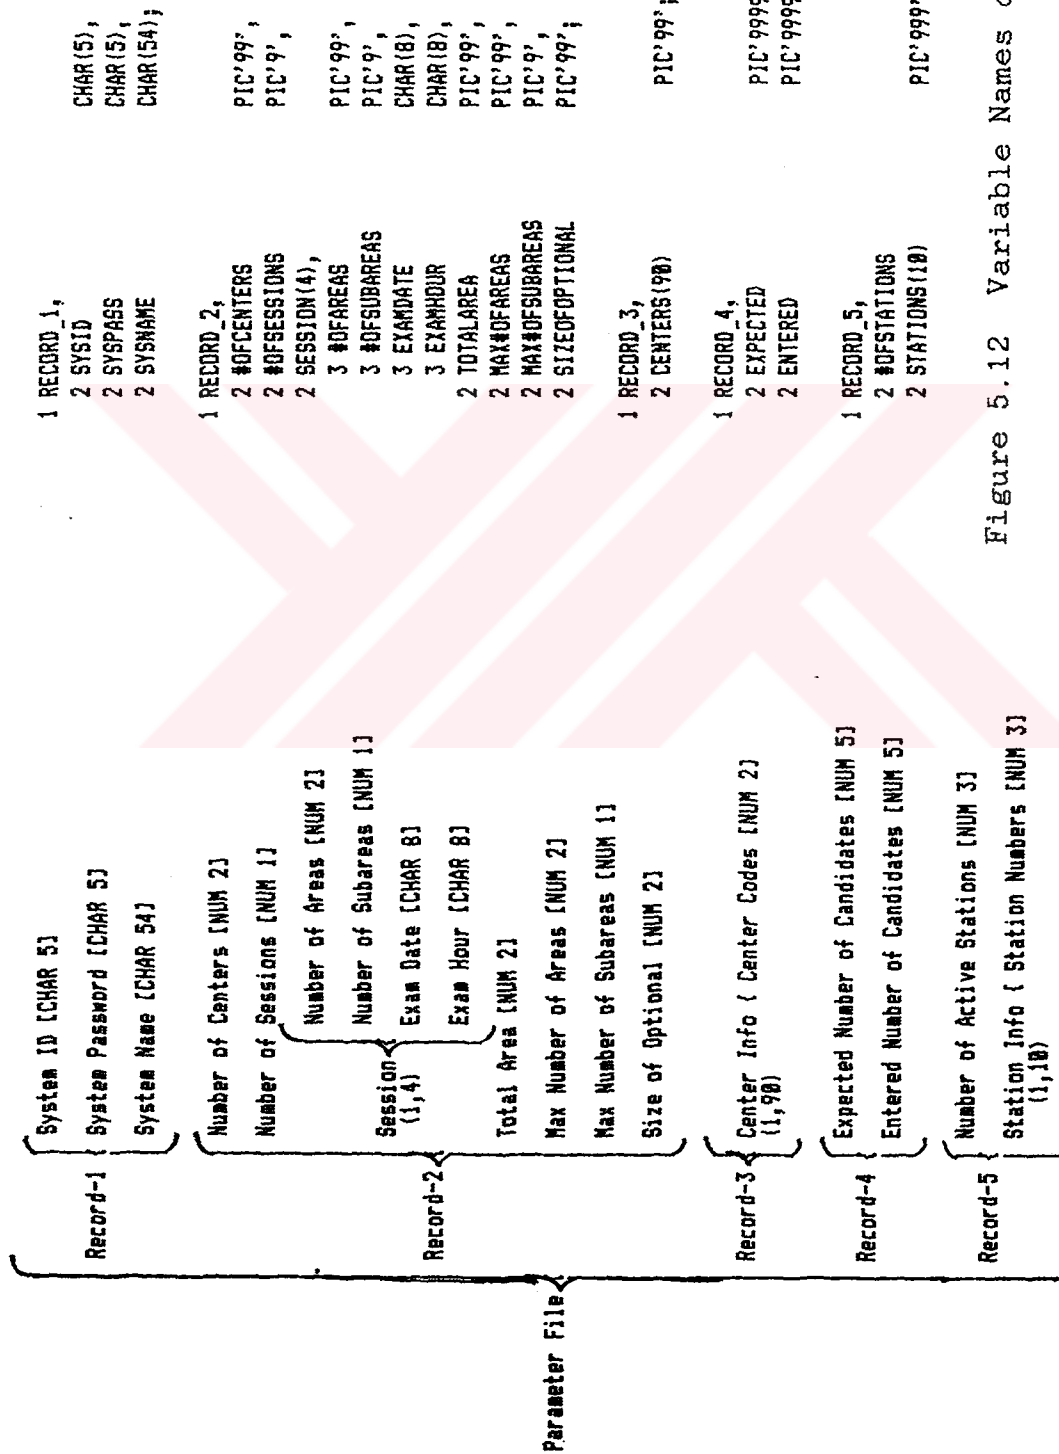 Parameter File
Record-1
System ID [CHAR 5] 1 RECORD_1,
2 SYSID CHAR(5),
System Password [CHAR 5] 2 SYSPASS CHAR(5),
System Name [CHAR 54] 2 SYSNAME CHAR(54);
Record-2
1 RECORD_2,
Number of Centers [NUM 2] 2 #OFCENTERS PIC'99',
Number of Sessions [NUM 1] 2 #OFSESSIONS PIC'9',
Session (1,4) 2 SESSION(4),
Number of Areas [NUM 2] 3 #OFAREAS PIC'99',
Number of Subareas [NUM 1] 3 #OFSUBAREAS PIC'9',
Exam Date [CHAR 8] 3 EXAMDATE CHAR(8),
Exam Hour [CHAR 8] 3 EXAMHOUR CHAR(8),
Total Area [NUM 2] 2 TOTALAREA PIC'99',
Max Number of Areas [NUM 2] 2 MAX#OFAREAS PIC'99',
Max Number of Subareas [NUM 1] 2 MAX#OFSUBAREAS PIC'9',
Size of Optional [NUM 2] 2 SIZEOFOPTIONAL PIC'99';
Record-3
1 RECORD_3,
Center Info ( Center Codes [NUM 2] 2 CENTERS(90) PIC'99';
(1,90)
Record-4
1 RECORD_4,
Expected Number of Candidates [NUM 5] 2 EXPECTED PIC'9999
Entered Number of Candidates [NUM 5] 2 ENTERED PIC'9999
Record-5
1 RECORD_5,
Number of Active Stations [NUM 3] 2 #OFSTATIONS
Station Info ( Station Numbers [NUM 3] 2 STATIONS(10) PIC'999'
(1,10)
Figure 5.12 Variable Names